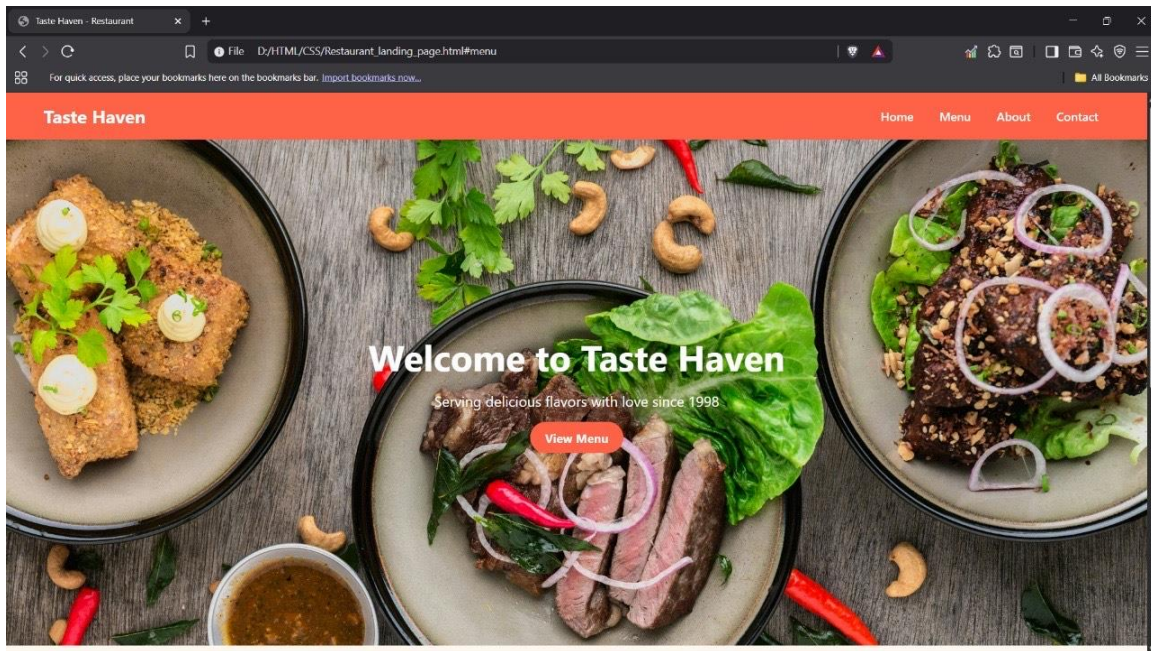 Taste Haven - Restaurant
File D:/HTML/CSS/Restaurant_landing_page.html#menu
For quick access, place your bookmarks here on the bookmarks bar. Import bookmarks now...
All Bookmarks
Taste Haven
Home Menu About Contact
Welcome to Taste Haven
Serving delicious flavors with love since 1998
View Menu